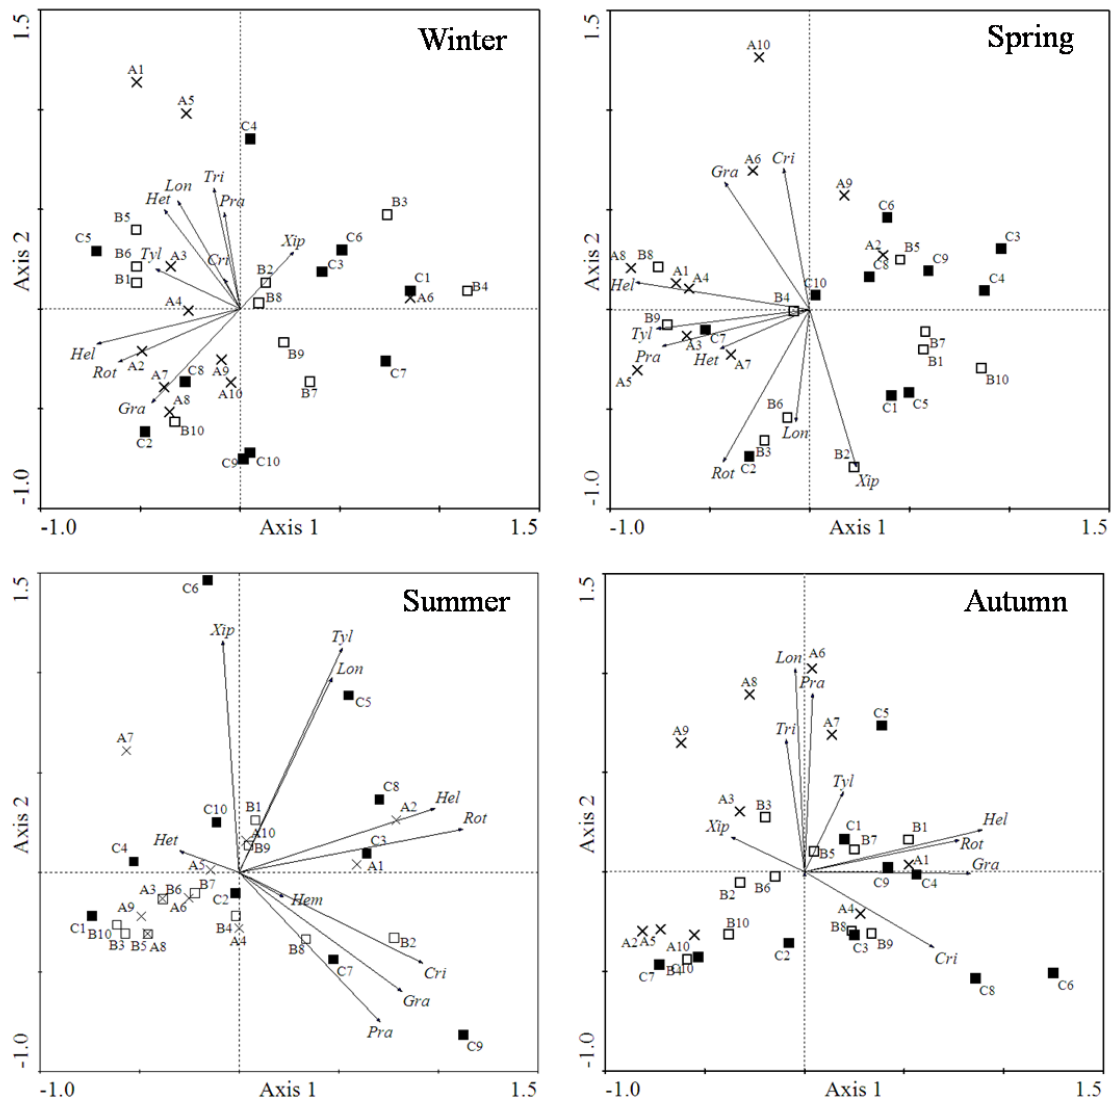 1.5
Winter
A1
A5
C4
Tri
Lon
Het
Pra
B3
B5
C5
B6
A3
Tyl
Xip
C6
Cri
C3
B1
B2
C1
A6
B4
B8
A4
Axis 2
Hel
Rot
A2
B9
A9
C8
C7
A7
A10
B7
Gra
A8
C2
B10
C9
C10
-1.0
-1.0
Axis 1
1.5
1.5
Spring
A10
A6
Cri
Gra
A9
C6
A2
B5
C3
A8
B8
A1
A4
C8
C9
Hel
C10
C4
B4
Axis 2
B9
Tyl
C7
Pra
A3
Het
A7
B7
B1
A5
B10
C1
C5
B6
Lon
B3
Rot
C2
B2
Xip
-1.0
-1.0
Axis 1
1.5
1.5
Summer
C6
Xip
Tyl
Lon
C5
A7
C8
Hel
A2
C10
B1
Rot
A10
B9
C3
Het
C4
A5
A1
Axis 2
A3
B6
B7
A6
C2
Hem
A9
C1
B10
B3
B5
A8
B4
A4
B8
B2
C7
Cri
Gra
Pra
C9
-1.0
-1.0
Axis 1
1.5
1.5
Autumn
Lon
A6
A8
Pra
A9
Tri
A7
C5
Tyl
A3
B3
Xip
C1
B7
B1
Hel
Rot
B5
A1
Gra
C9
C4
Axis 2
B2
B6
A4
B10
B8
C3
B9
A2
A5
A10
C2
C7
C10
Cri
C8
C6
-1.0
-1.0
Axis 1
1.5